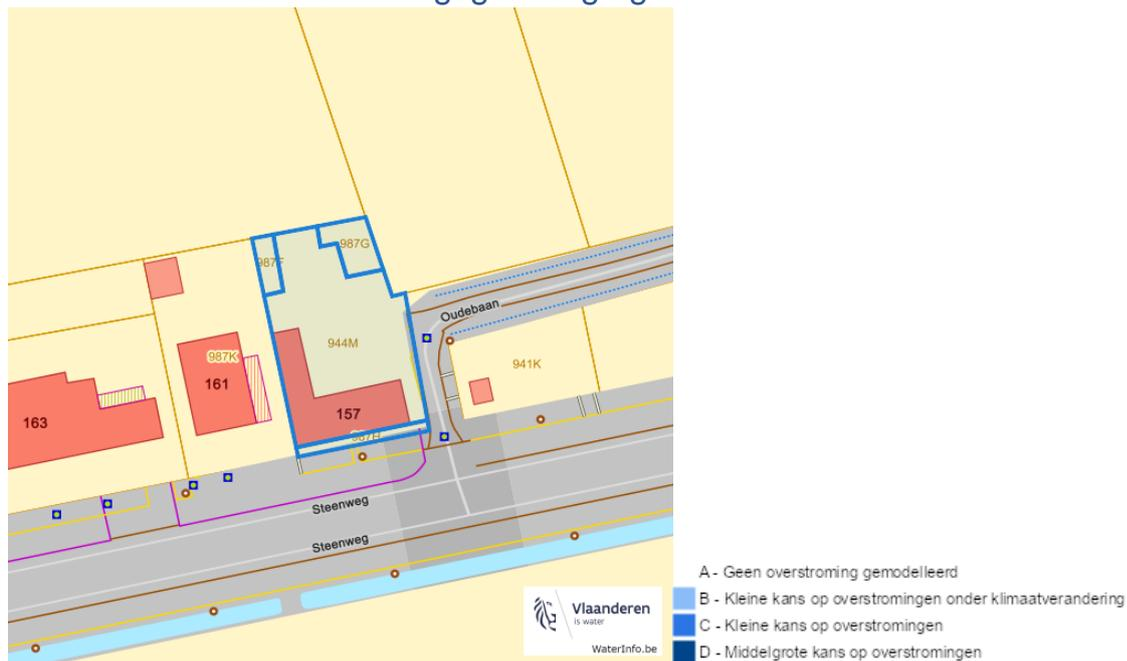 987G
987F
Oudebaan
944M
941K
987K
161
157
163
987H
Steenweg
Steenweg
Vlaanderen
is water
WaterInfo.be
A - Geen overstroming gemodelleerd
B - Kleine kans op overstromingen onder klimaatverandering
C - Kleine kans op overstromingen
D - Middelgrote kans op overstromingen